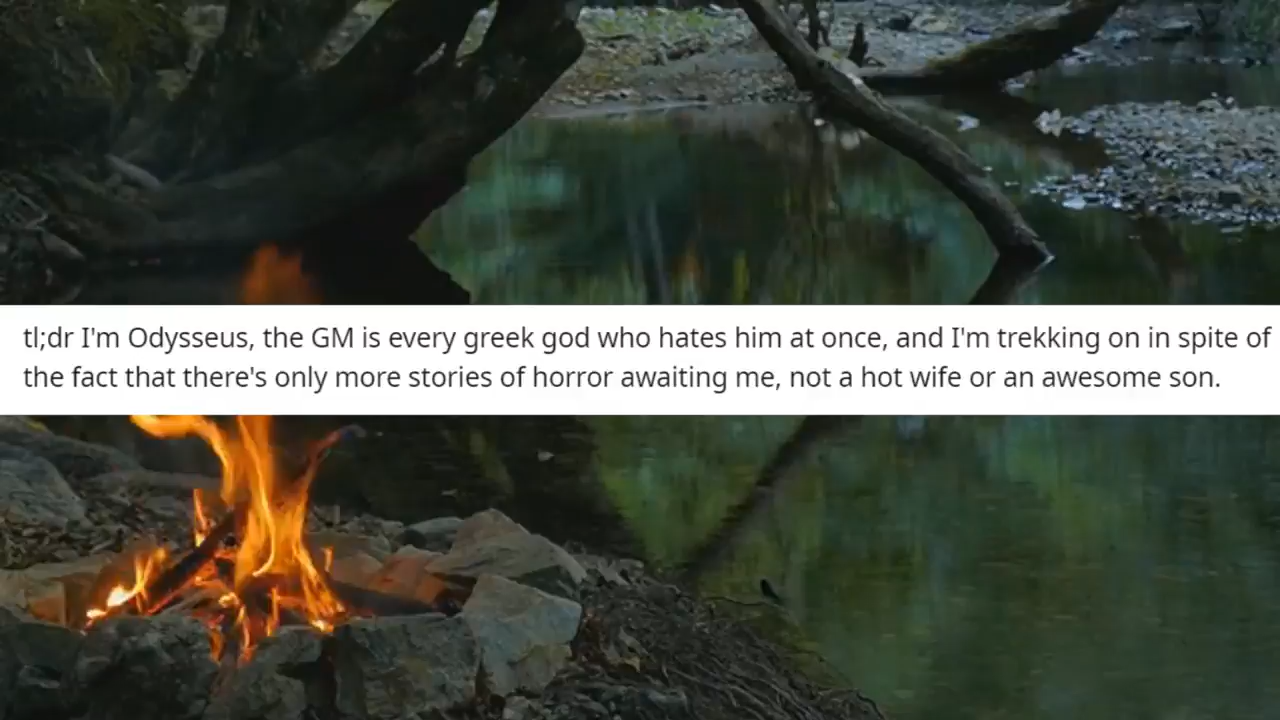 tl;dr I'm Odysseus, the GM is every greek god who hates him at once, and I'm trekking on in spite of
the fact that there's only more stories of horror awaiting me, not a hot wife or an awesome son.